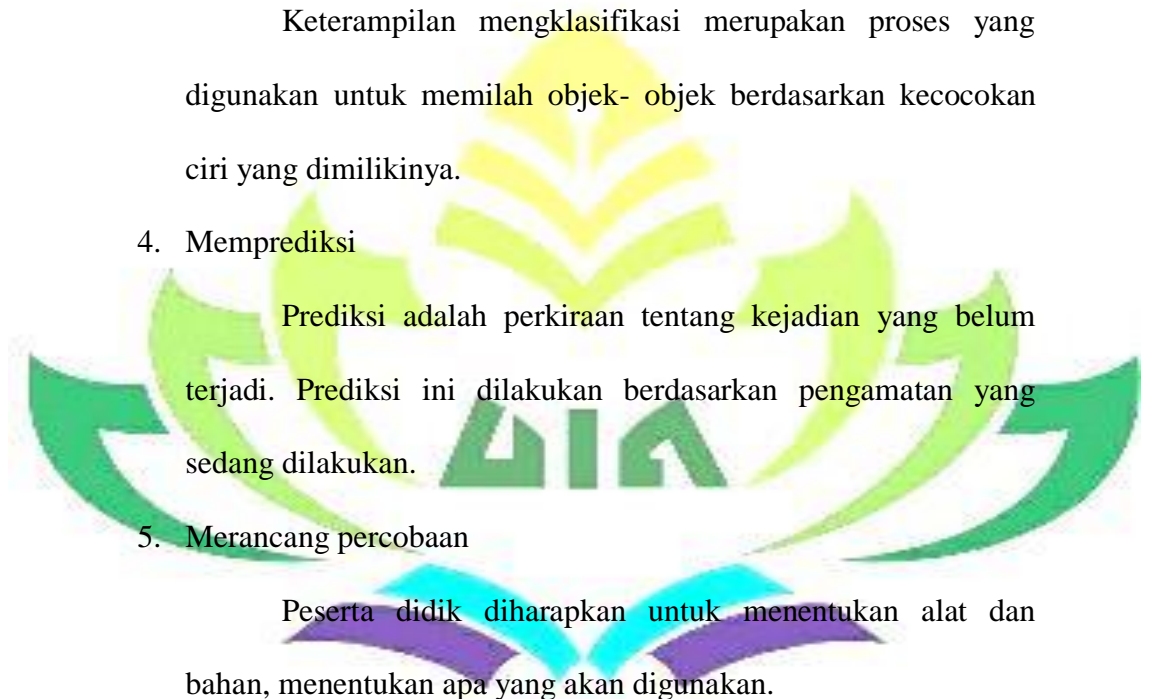 Keterampilan mengklasifikasi merupakan proses yang
digunakan untuk memilah objek- objek berdasarkan kecocokan
ciri yang dimilikinya.
4. Memprediksi
Prediksi adalah perkiraan tentang kejadian yang belum
terjadi. Prediksi ini dilakukan berdasarkan pengamatan yang
sedang dilakukan.
5. Merancang percobaan
Peserta didik diharapkan untuk menentukan alat dan
bahan, menentukan apa yang akan digunakan.